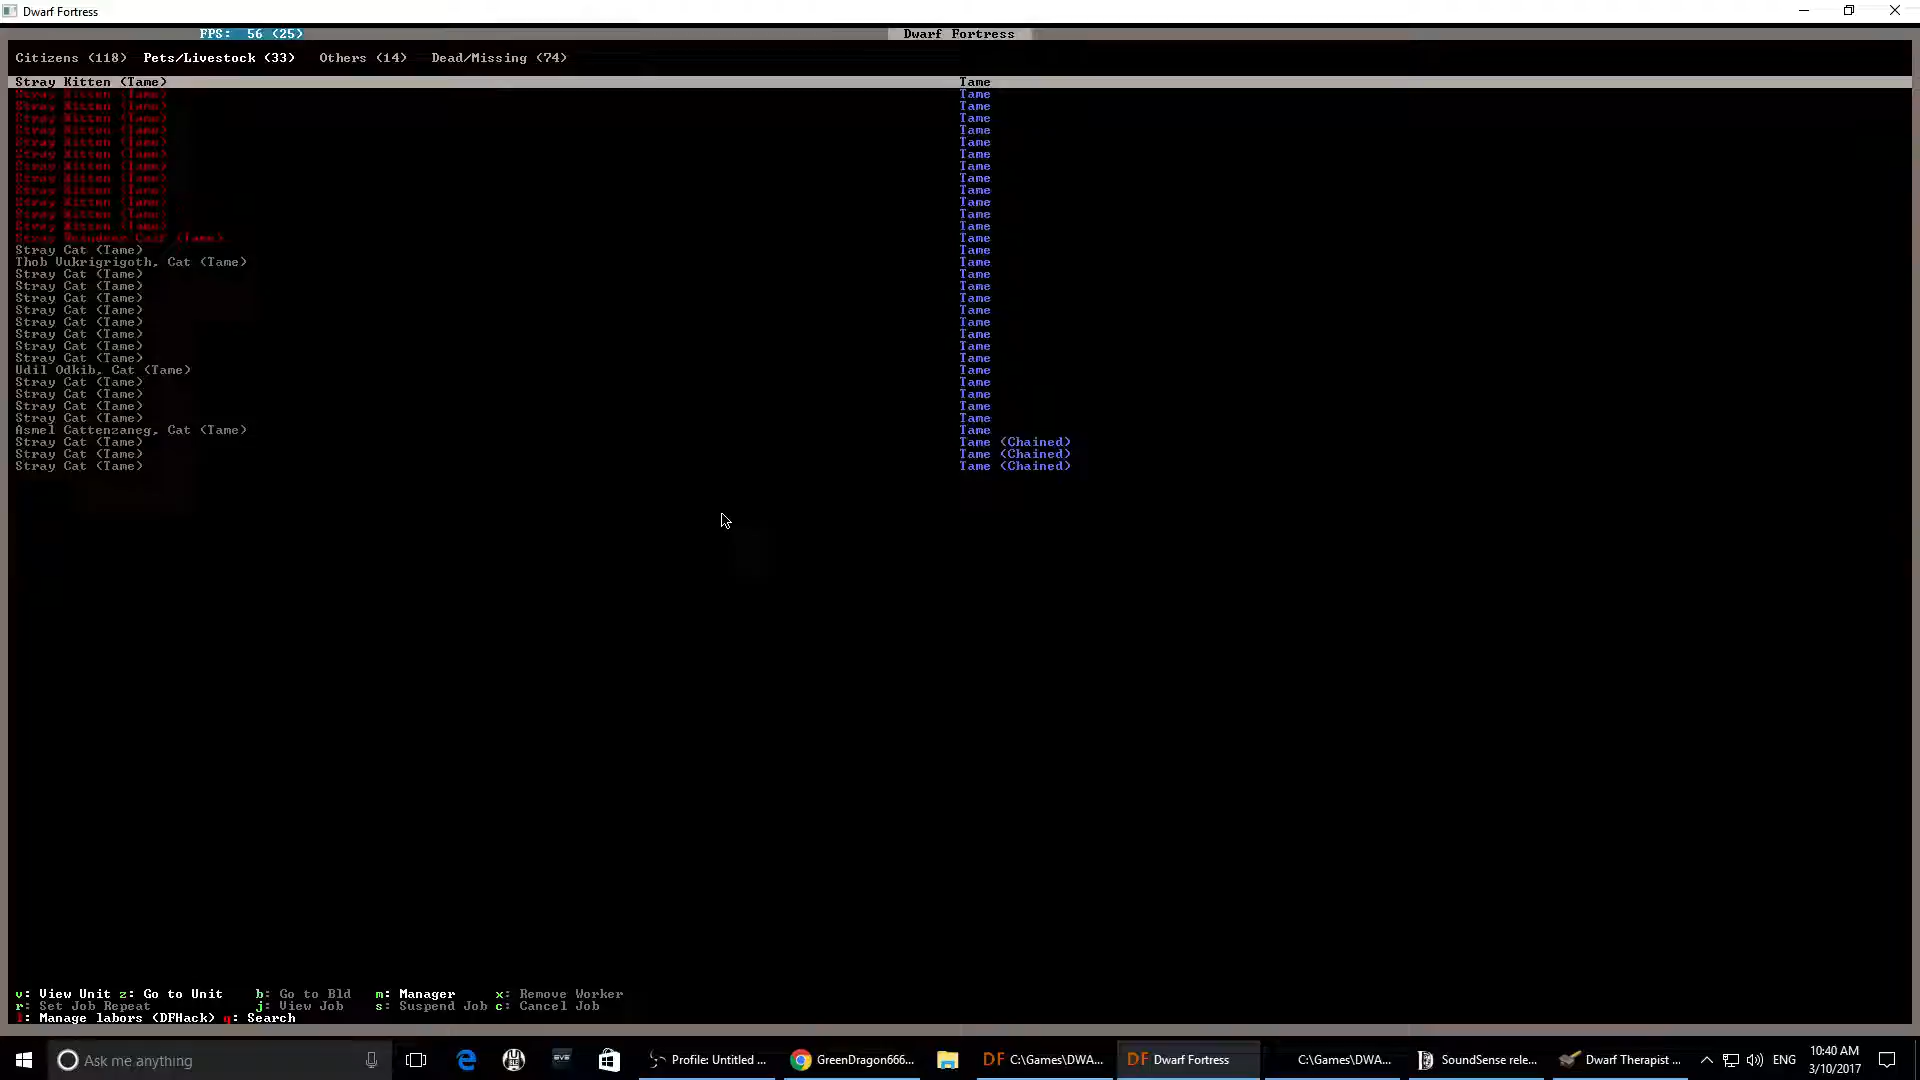 Dwarf Fortress
FPS: 56 (25) Dwarf Fortress
Citizens (118) Pets/Livestock (33) Others (14) Dead/Missing (74)
Stray Kitten (Tame) Tame
Stray Kitten (Tame) Tame
Stray Kitten (Tame) Tame
Stray Kitten (Tame) Tame
Stray Kitten (Tame) Tame
Stray Kitten (Tame) Tame
Stray Kitten (Tame) Tame
Stray Kitten (Tame) Tame
Stray Kitten (Tame) Tame
Stray Kitten (Tame) Tame
Stray Kitten (Tame) Tame
Stray Kitten (Tame) Tame
Stray Kitten (Tame) Tame
Stray Reindeer Calf (Tame) Tame
Stray Cat (Tame) Tame
Thob Vukrigrigoth, Cat (Tame) Tame
Stray Cat (Tame) Tame
Stray Cat (Tame) Tame
Stray Cat (Tame) Tame
Stray Cat (Tame) Tame
Stray Cat (Tame) Tame
Stray Cat (Tame) Tame
Stray Cat (Tame) Tame
Stray Cat (Tame) Tame
Udil Odkib, Cat (Tame) Tame
Stray Cat (Tame) Tame
Stray Cat (Tame) Tame
Stray Cat (Tame) Tame
Stray Cat (Tame) Tame
Asmel Cattenzaneg, Cat (Tame) Tame
Stray Cat (Tame) Tame (Chained)
Stray Cat (Tame) Tame (Chained)
Stray Cat (Tame) Tame (Chained)
v: View Unit z: Go to Unit b: Go to Bld m: Manager x: Remove Worker
r: Set Job Repeat j: View Job s: Suspend Job c: Cancel Job
l: Manage labors (DFHack) q: Search
Ask me anything Profile: Untitled ... GreenDragon666... DF C:\Games\DWA... DF Dwarf Fortress C:\Games\DWA... SoundSense rele... Dwarf Therapist ... ENG 10:40 AM
3/10/2017